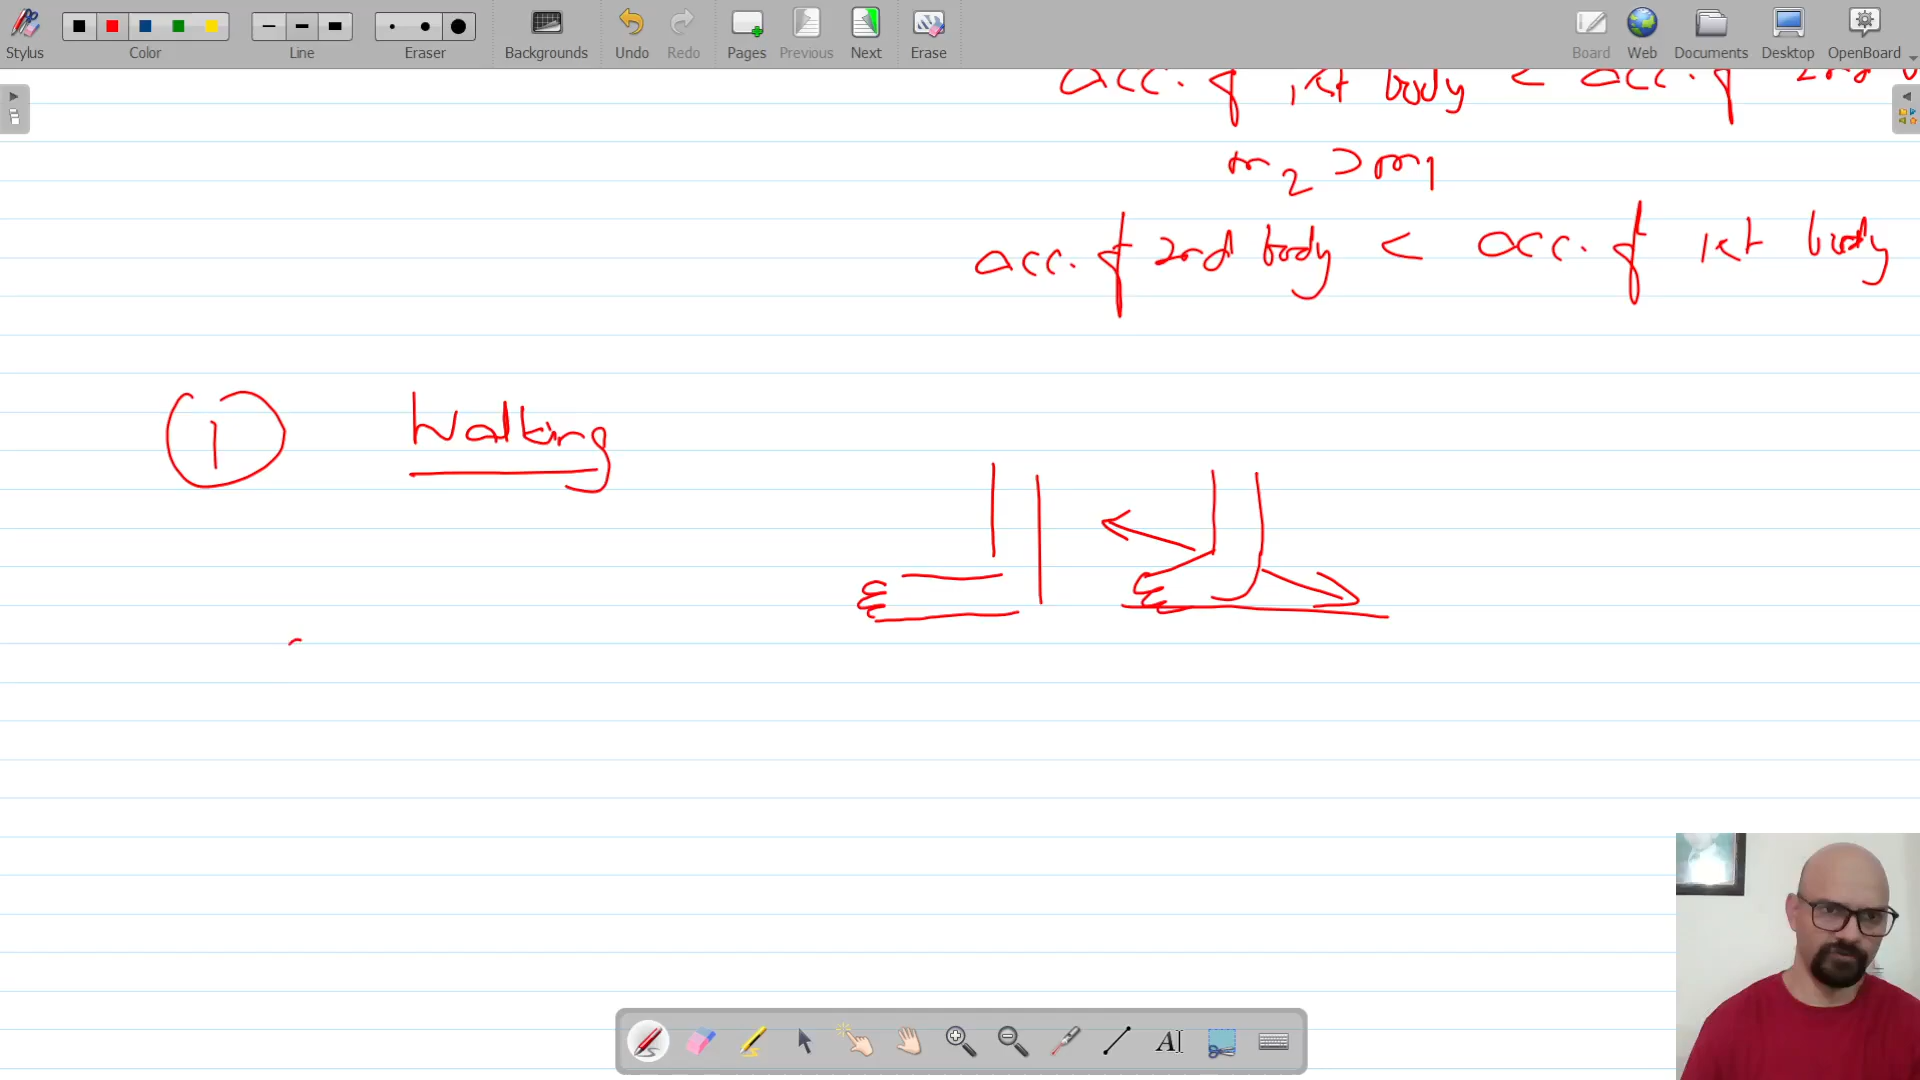 Stylus
Color
Line
Eraser
Backgrounds
Undo
Redo
Pages
Previous
Next
Erase
Board
Web
Documents
Desktop
OpenBoard
acc. of 1st body < acc. of 2nd
m2 > m1
acc. of 2nd body < acc. of 1st body
1 Walking